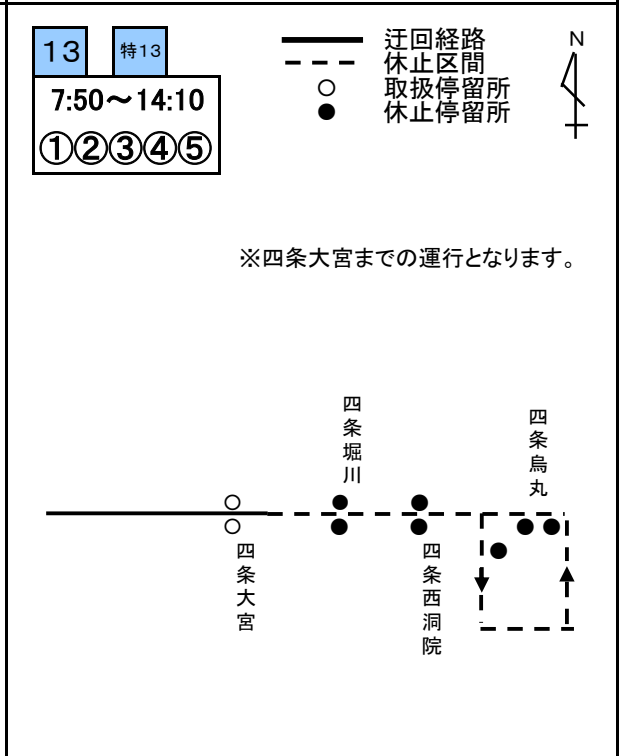 13
特13
7:50～14:10
①②③④⑤
迂回経路
休止区間
取扱停留所
休止停留所
N
※四条大宮までの運行となります。
四条堀川
四条烏丸
四条大宮
四条西洞院